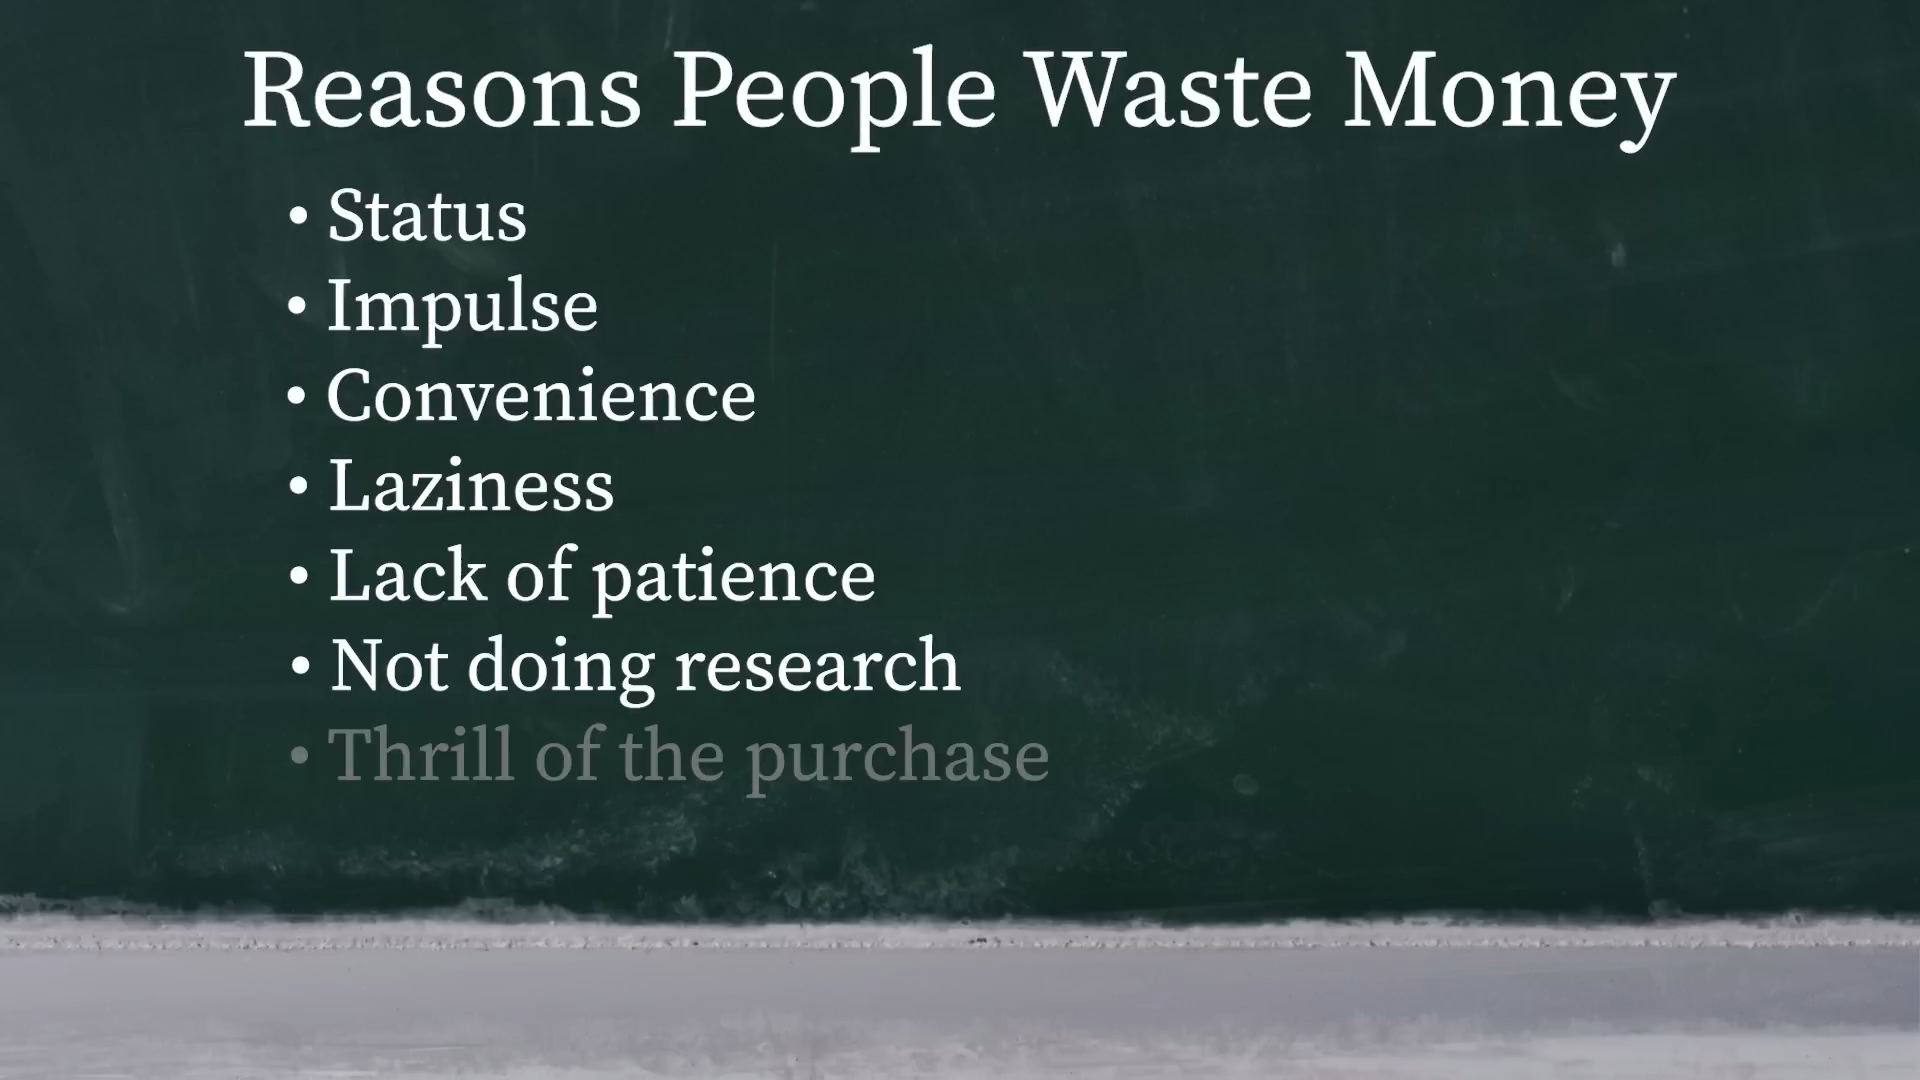 Reasons People Waste Money
• Status
• Impulse
• Convenience
• Laziness
• Lack of patience
• Not doing research
• Thrill of the purchase